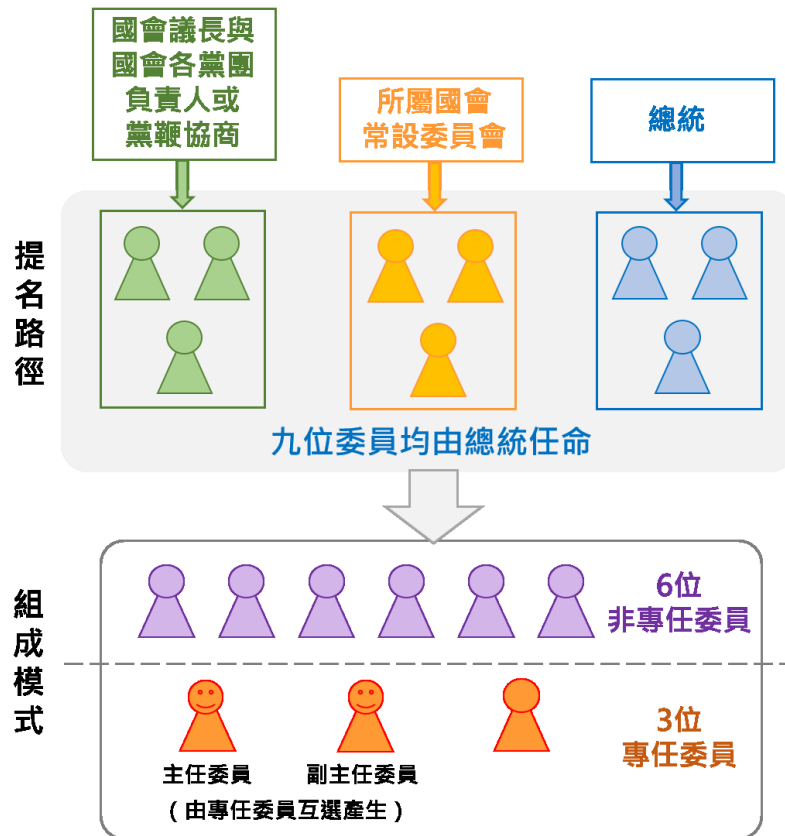 國會議長與
國會各黨團
負責人或
黨鞭協商
所屬國會
常設委員會
總統
提名路徑
九位委員均由總統任命
組成模式
6位
非專任委員
3位
專任委員
主任委員
副主任委員
（由專任委員互選產生）